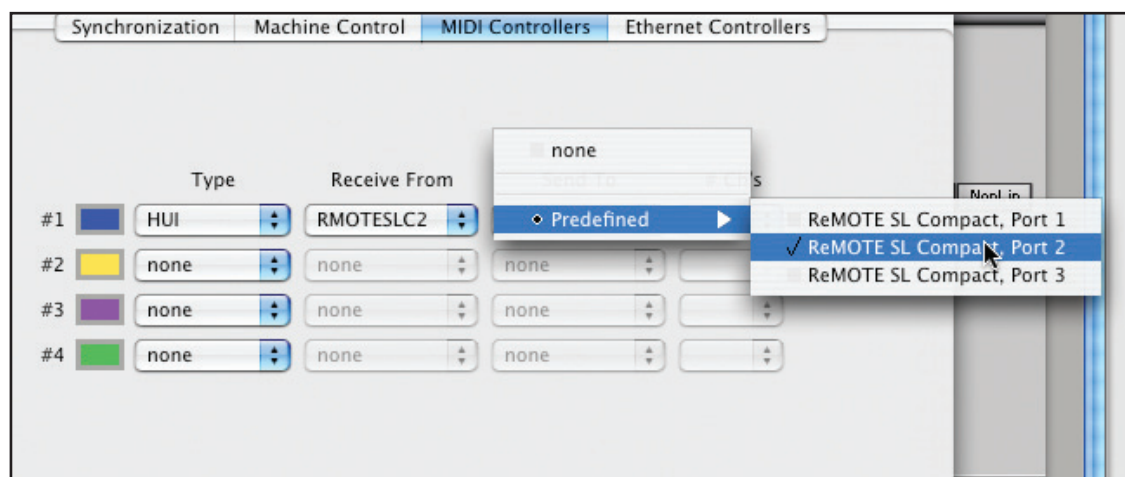 Synchronization Machine Control MIDI Controllers Ethernet Controllers
none
Type Receive From
#1 HUI RMOTESLC2 Predefined
ReMOTE SL Compact, Port 1
ReMOTE SL Compact, Port 2
ReMOTE SL Compact, Port 3
#2 none none none
#3 none none none
#4 none none none